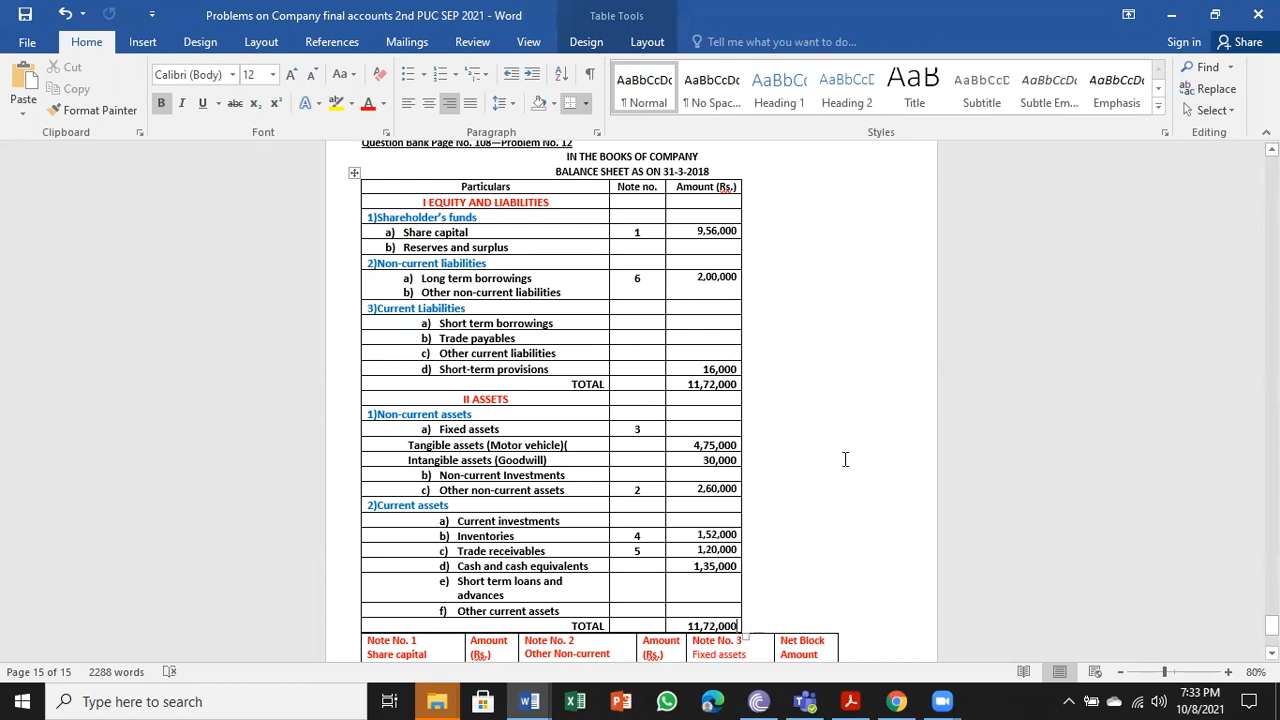 Problems on Company final accounts 2nd PUC SEP 2021 - Word
Table Tools
File Home Insert Design Layout References Mailings Review View Design Layout Tell me what you want to do Sign in Share
Paste Cut Copy Format Painter
Calibri (Body) 12
Clipboard Font Paragraph Styles Editing
AaBbCcDc ¶ Normal
AaBbCcDc ¶ No Spac...
AaBbCc Heading
AaBbCc Heading 2
AaB Title
AaBbCcD Subtitle
AaBbCcDc Subtle Em...
AaBbCcDc Emphasis
Find
Replace
Select
Question Bank Page No. 108—Problem No. 12
IN THE BOOKS OF COMPANY
BALANCE SHEET AS ON 31-3-2018
Particulars Note no. Amount (Rs.)
I EQUITY AND LIABILITIES
1)Shareholder's funds
a) Share capital 1 9,56,000
b) Reserves and surplus
2)Non-current liabilities
a) Long term borrowings 6 2,00,000
b) Other non-current liabilities
3)Current Liabilities
a) Short term borrowings
b) Trade payables
c) Other current liabilities
d) Short-term provisions 16,000
TOTAL 11,72,000
II ASSETS
1)Non-current assets
a) Fixed assets 3
Tangible assets (Motor vehicle)( 4,75,000
Intangible assets (Goodwill) 30,000
b) Non-current Investments
c) Other non-current assets 2 2,60,000
2)Current assets
a) Current investments
b) Inventories 4 1,52,000
c) Trade receivables 5 1,20,000
d) Cash and cash equivalents 1,35,000
e) Short term loans and
advances
f) Other current assets
TOTAL 11,72,000
Note No. 1 Amount Note No. 2 Amount Note No. 3 Net Block
Share capital (Rs.) Other Non-current (Rs.) Fixed assets Amount
Page 15 of 15 2288 words 80%
Type here to search
7:33 PM
10/8/2021